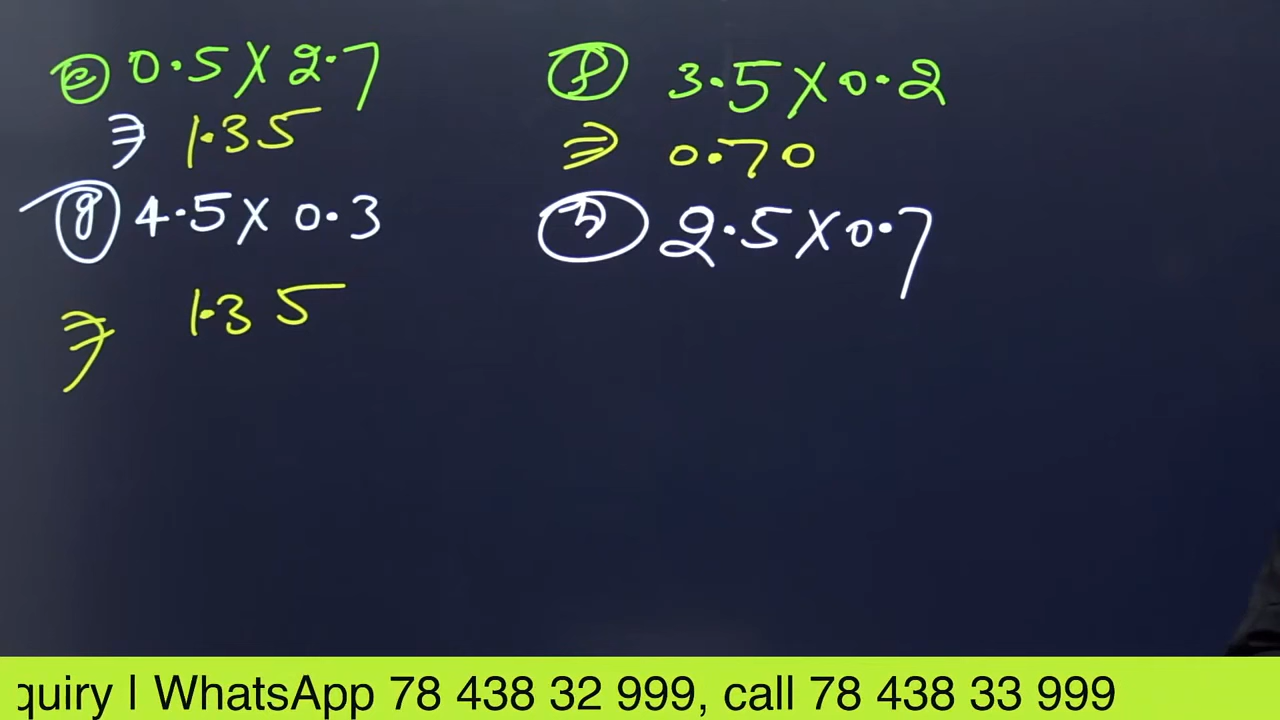 e 0.5 X 2.7
⇒ 1.35
f 3.5 X 0.2
⇒ 0.70
g 4.5 X 0.3
⇒ 1.35
h 2.5 X 0.7
quiry | WhatsApp 78 438 32 999, call 78 438 33 999